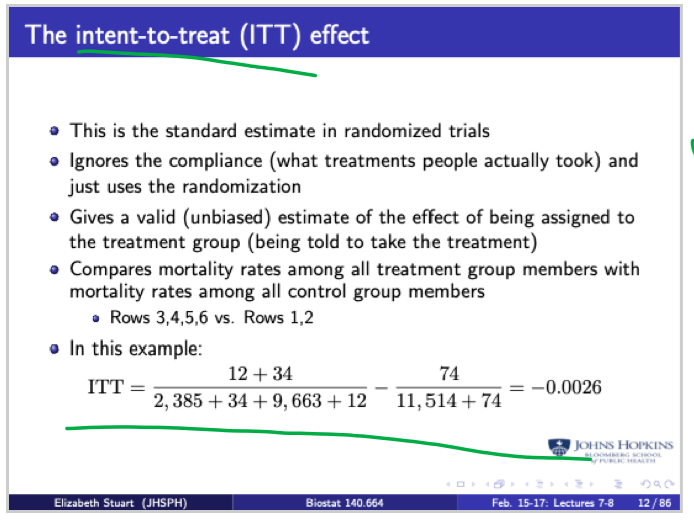 The intent-to-treat (ITT) effect
This is the standard estimate in randomized trials
Ignores the compliance (what treatments people actually took) and
just uses the randomization
Gives a valid (unbiased) estimate of the effect of being assigned to
the treatment group (being told to take the treatment)
Compares mortality rates among all treatment group members with
mortality rates among all control group members
Rows 3,4,5,6 vs. Rows 1,2
In this example:
ITT = (12 + 34) / (2,385 + 34 + 9,663 + 12) − 74 / (11,514 + 74) = −0.0026
JOHNS HOPKINS
BLOOMBERG SCHOOL
of PUBLIC HEALTH
Elizabeth Stuart (JHSPH) Biostat 140.664 Feb. 15-17: Lectures 7-8 12 / 86